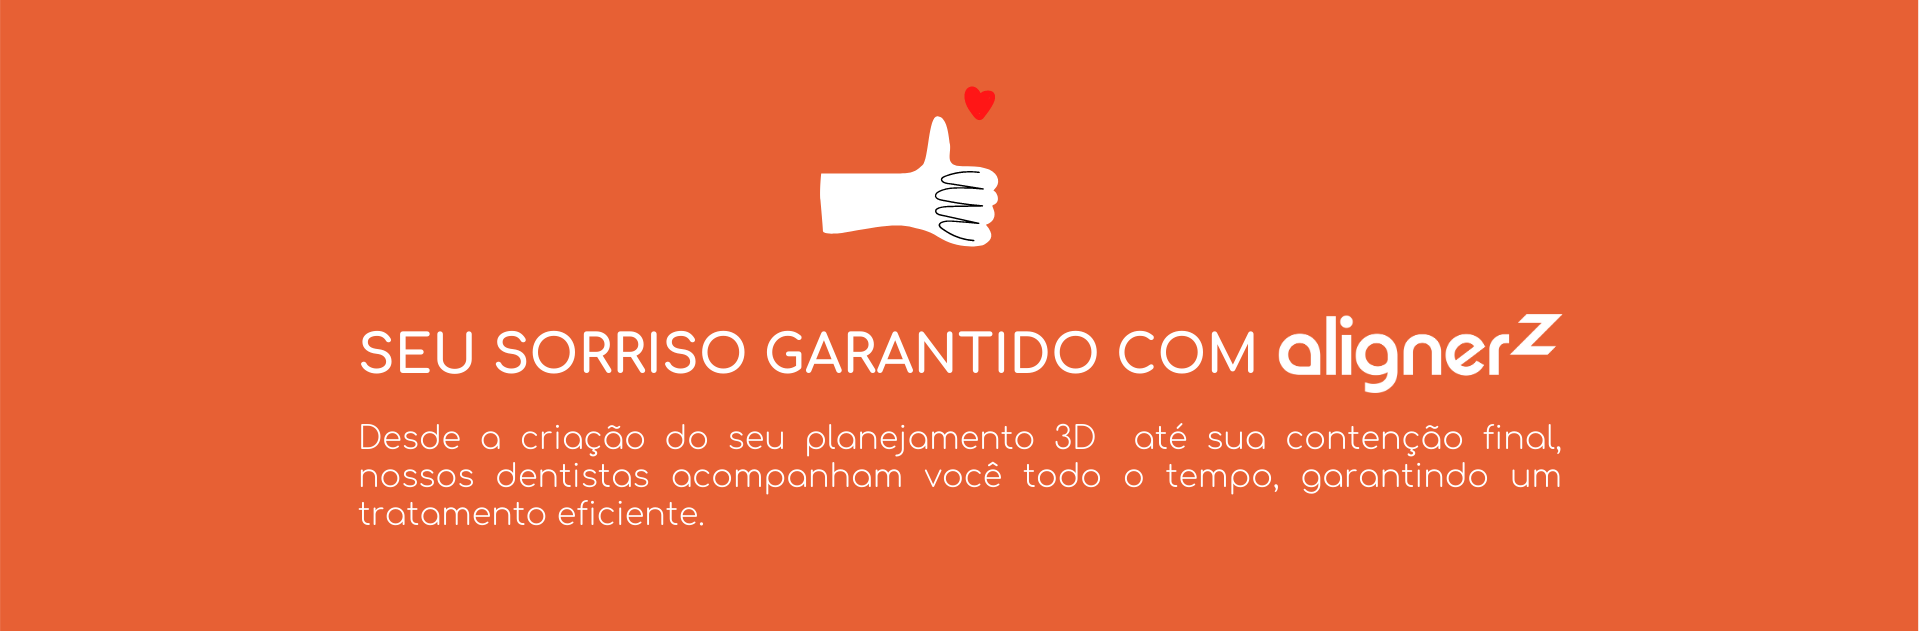 SEU SORRISO GARANTIDO COM alignerz
Desde a criação do seu planejamento 3D até sua contenção final,
nossos dentistas acompanham você todo o tempo, garantindo um
tratamento eficiente.